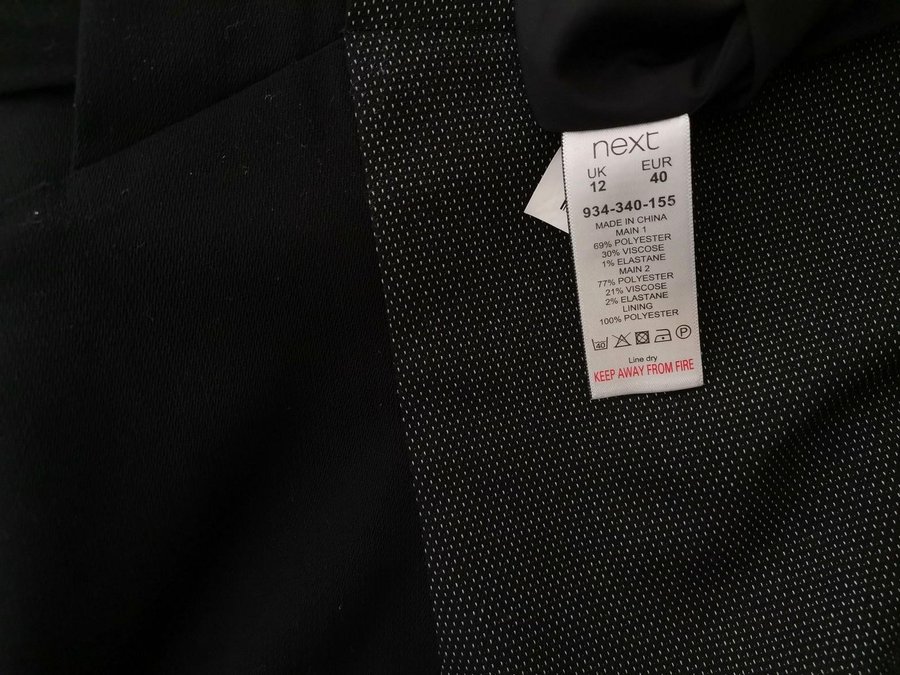 next
UK EUR
12 40
934-340-155
MADE IN CHINA
MAIN 1
69% POLYESTER
30% VISCOSE
1% ELASTANE
MAIN 2
77% POLYESTER
21% VISCOSE
2% ELASTANE
LINING
100% POLYESTER
40 P
Line dry
KEEP AWAY FROM FIRE